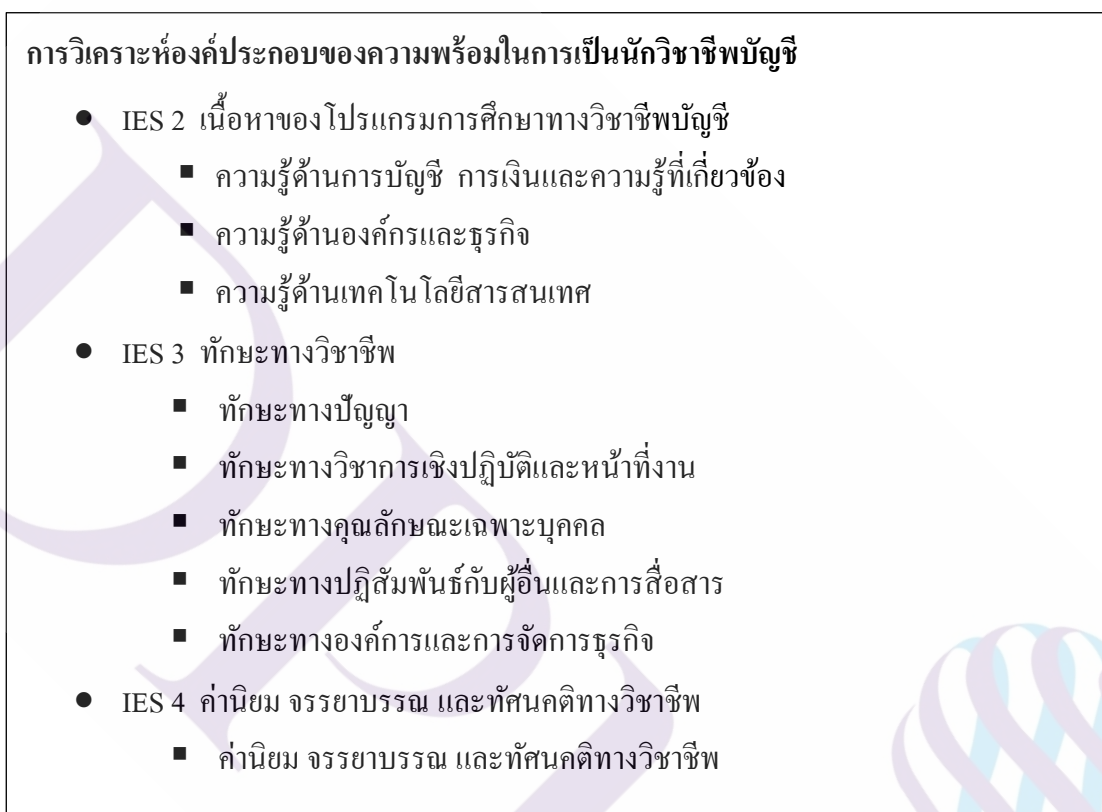 การวิเคราะห์องค์ประกอบของความพร้อมในการเป็นนักวิชาชีพบัญชี
● IES 2 เนื้อหาของโปรแกรมการศึกษาทางวิชาชีพบัญชี
▪ ความรู้ด้านการบัญชี การเงินและความรู้ที่เกี่ยวข้อง
▪ ความรู้ด้านองค์กรและธุรกิจ
▪ ความรู้ด้านเทคโนโลยีสารสนเทศ
● IES 3 ทักษะทางวิชาชีพ
▪ ทักษะทางปัญญา
▪ ทักษะทางวิชาการเชิงปฏิบัติและหน้าที่งาน
▪ ทักษะทางคุณลักษณะเฉพาะบุคคล
▪ ทักษะทางปฏิสัมพันธ์กับผู้อื่นและการสื่อสาร
▪ ทักษะทางองค์การและการจัดการธุรกิจ
● IES 4 ค่านิยม จรรยาบรรณ และทัศนคติทางวิชาชีพ
▪ ค่านิยม จรรยาบรรณ และทัศนคติทางวิชาชีพ